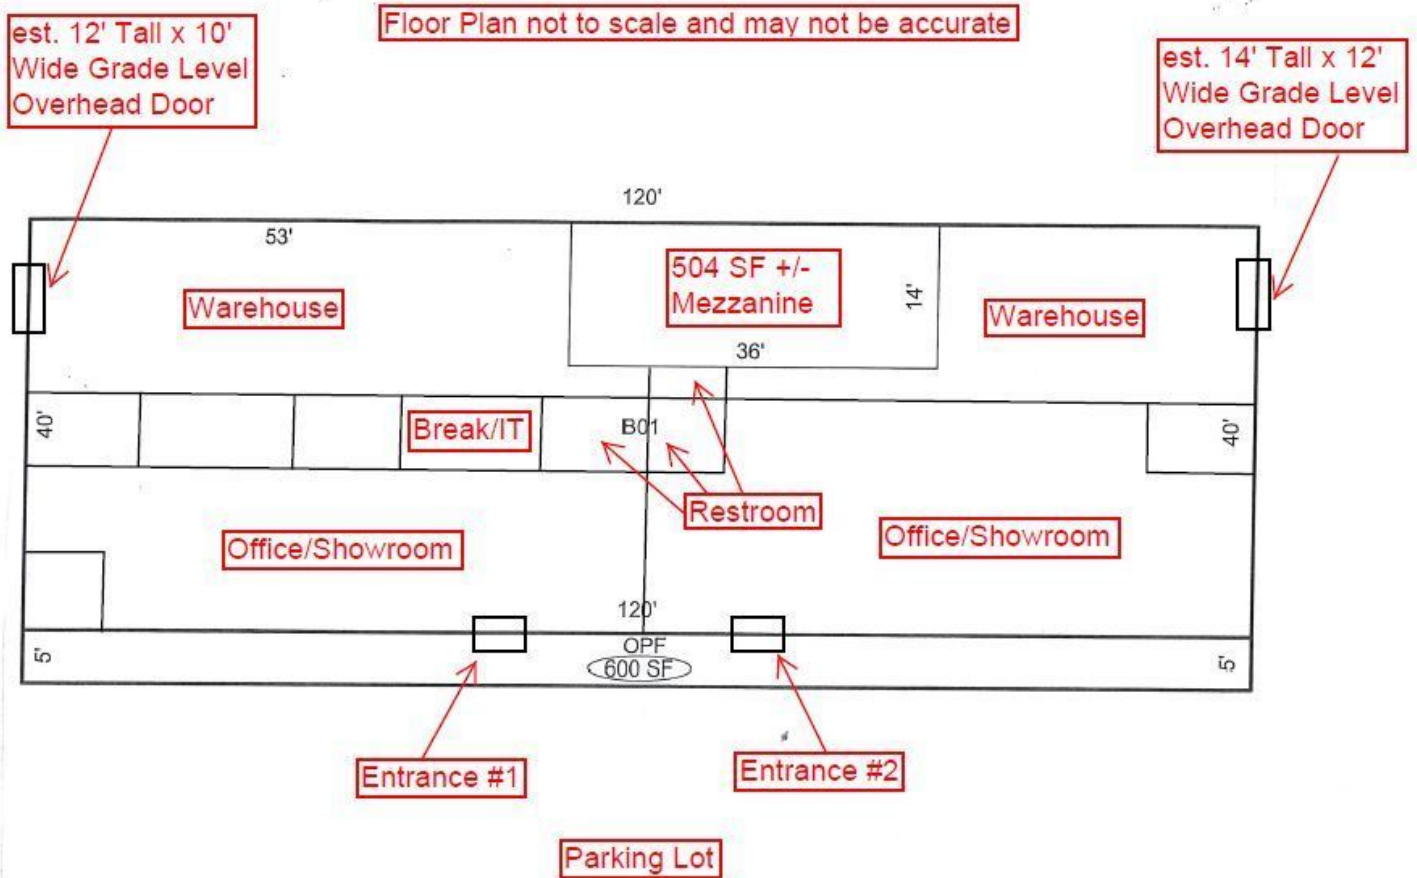 Floor Plan not to scale and may not be accurate
est. 12' Tall x 10'
Wide Grade Level
Overhead Door
est. 14' Tall x 12'
Wide Grade Level
Overhead Door
120'
53'
504 SF +/-
Mezzanine
14'
Warehouse
Warehouse
36'
40'
Break/IT
B01
40'
Restroom
Office/Showroom
Office/Showroom
120'
OPF
5'
600 SF
5'
Entrance #1
Entrance #2
Parking Lot